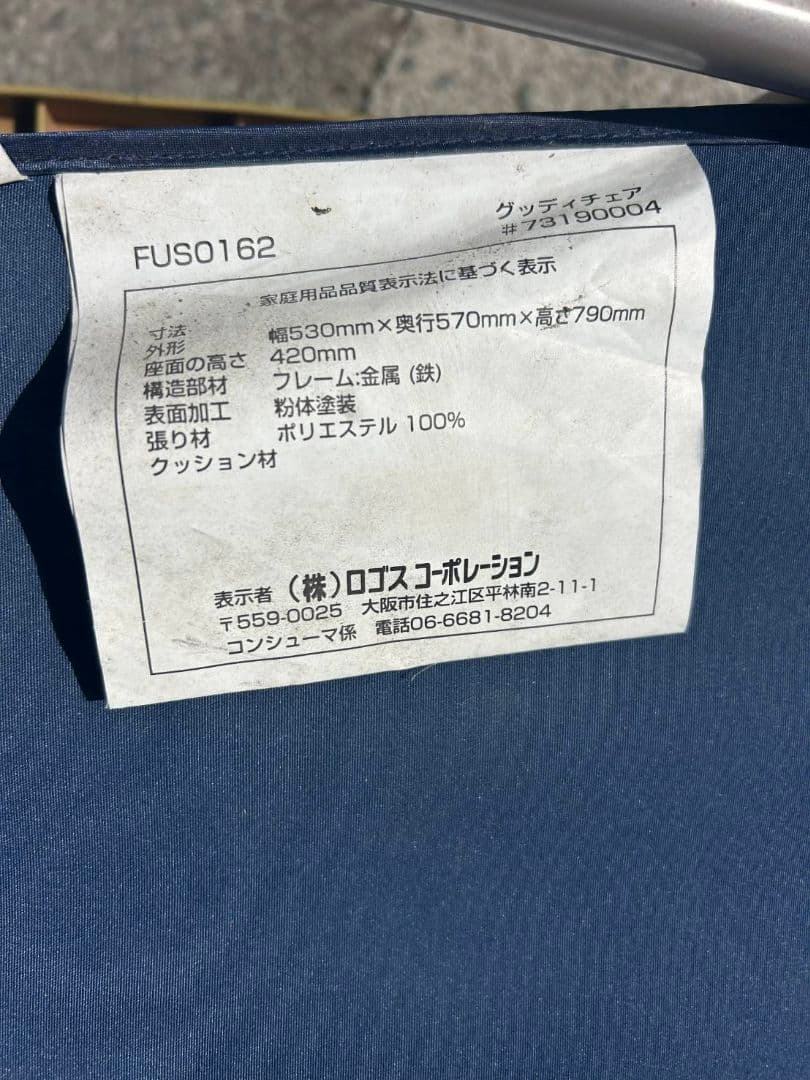 グッディチェア
FUS0162
#73190004
家庭用品品質表示法に基づく表示
寸法
外形 幅530mm×奥行570mm×高さ790mm
座面の高さ 420mm
構造部材 フレーム:金属 (鉄)
表面加工 粉体塗装
張り材 ポリエステル 100%
クッション材
表示者 (株)ロゴス コーポレーション
〒559-0025 大阪市住之江区平林南2-11-1
コンシューマ係 電話06-6681-8204